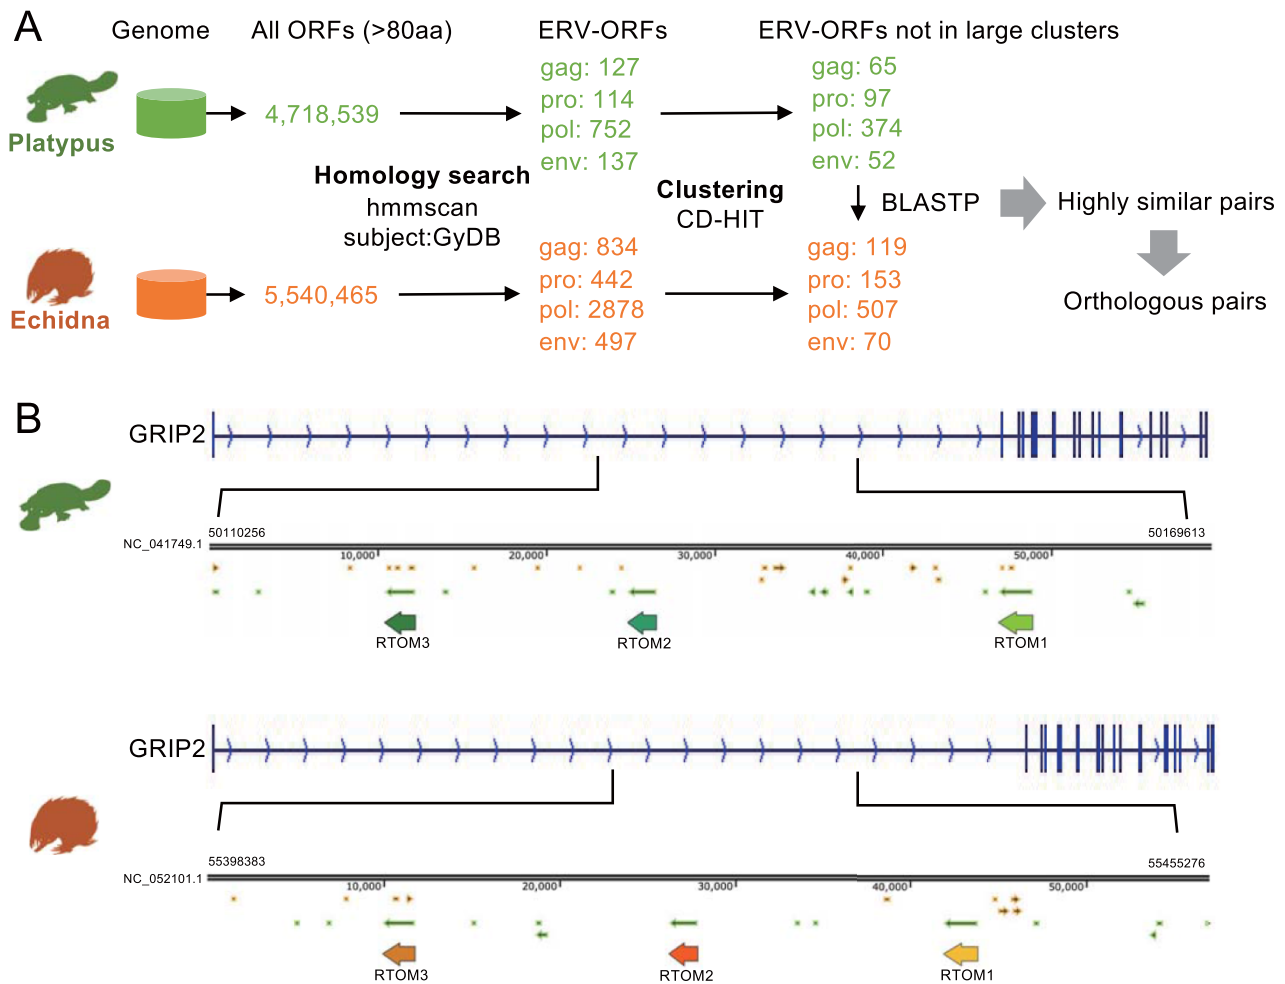 A
Genome
All ORFs (>80aa)
ERV-ORFs
ERV-ORFs not in large clusters
Platypus
4,718,539
gag: 127
pro: 114
pol: 752
env: 137
gag: 65
pro: 97
pol: 374
env: 52
Homology search
hmmscan
subject:GyDB
Clustering
CD-HIT
BLASTP
Highly similar pairs
Orthologous pairs
Echidna
5,540,465
gag: 834
pro: 442
pol: 2878
env: 497
gag: 119
pro: 153
pol: 507
env: 70
B
GRIP2
50110256
50169613
NC_041749.1
10,000
20,000
30,000
40,000
50,000
RTOM3
RTOM2
RTOM1
GRIP2
55398383
55455276
NC_052101.1
10,000
20,000
30,000
40,000
50,000
RTOM3
RTOM2
RTOM1